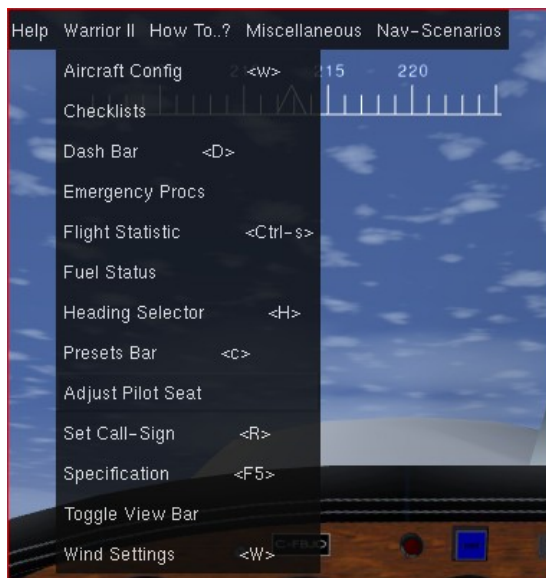 Help Warrior II How To..? Miscellaneous Nav-Scenarios
Aircraft Config <w>
215 220
Checklists
Dash Bar <D>
Emergency Procs
Flight Statistic <Ctrl-s>
Fuel Status
Heading Selector <H>
Presets Bar <c>
Adjust Pilot Seat
Set Call-Sign <R>
Specification <F5>
Toggle View Bar
Wind Settings <W>
C-FBJO